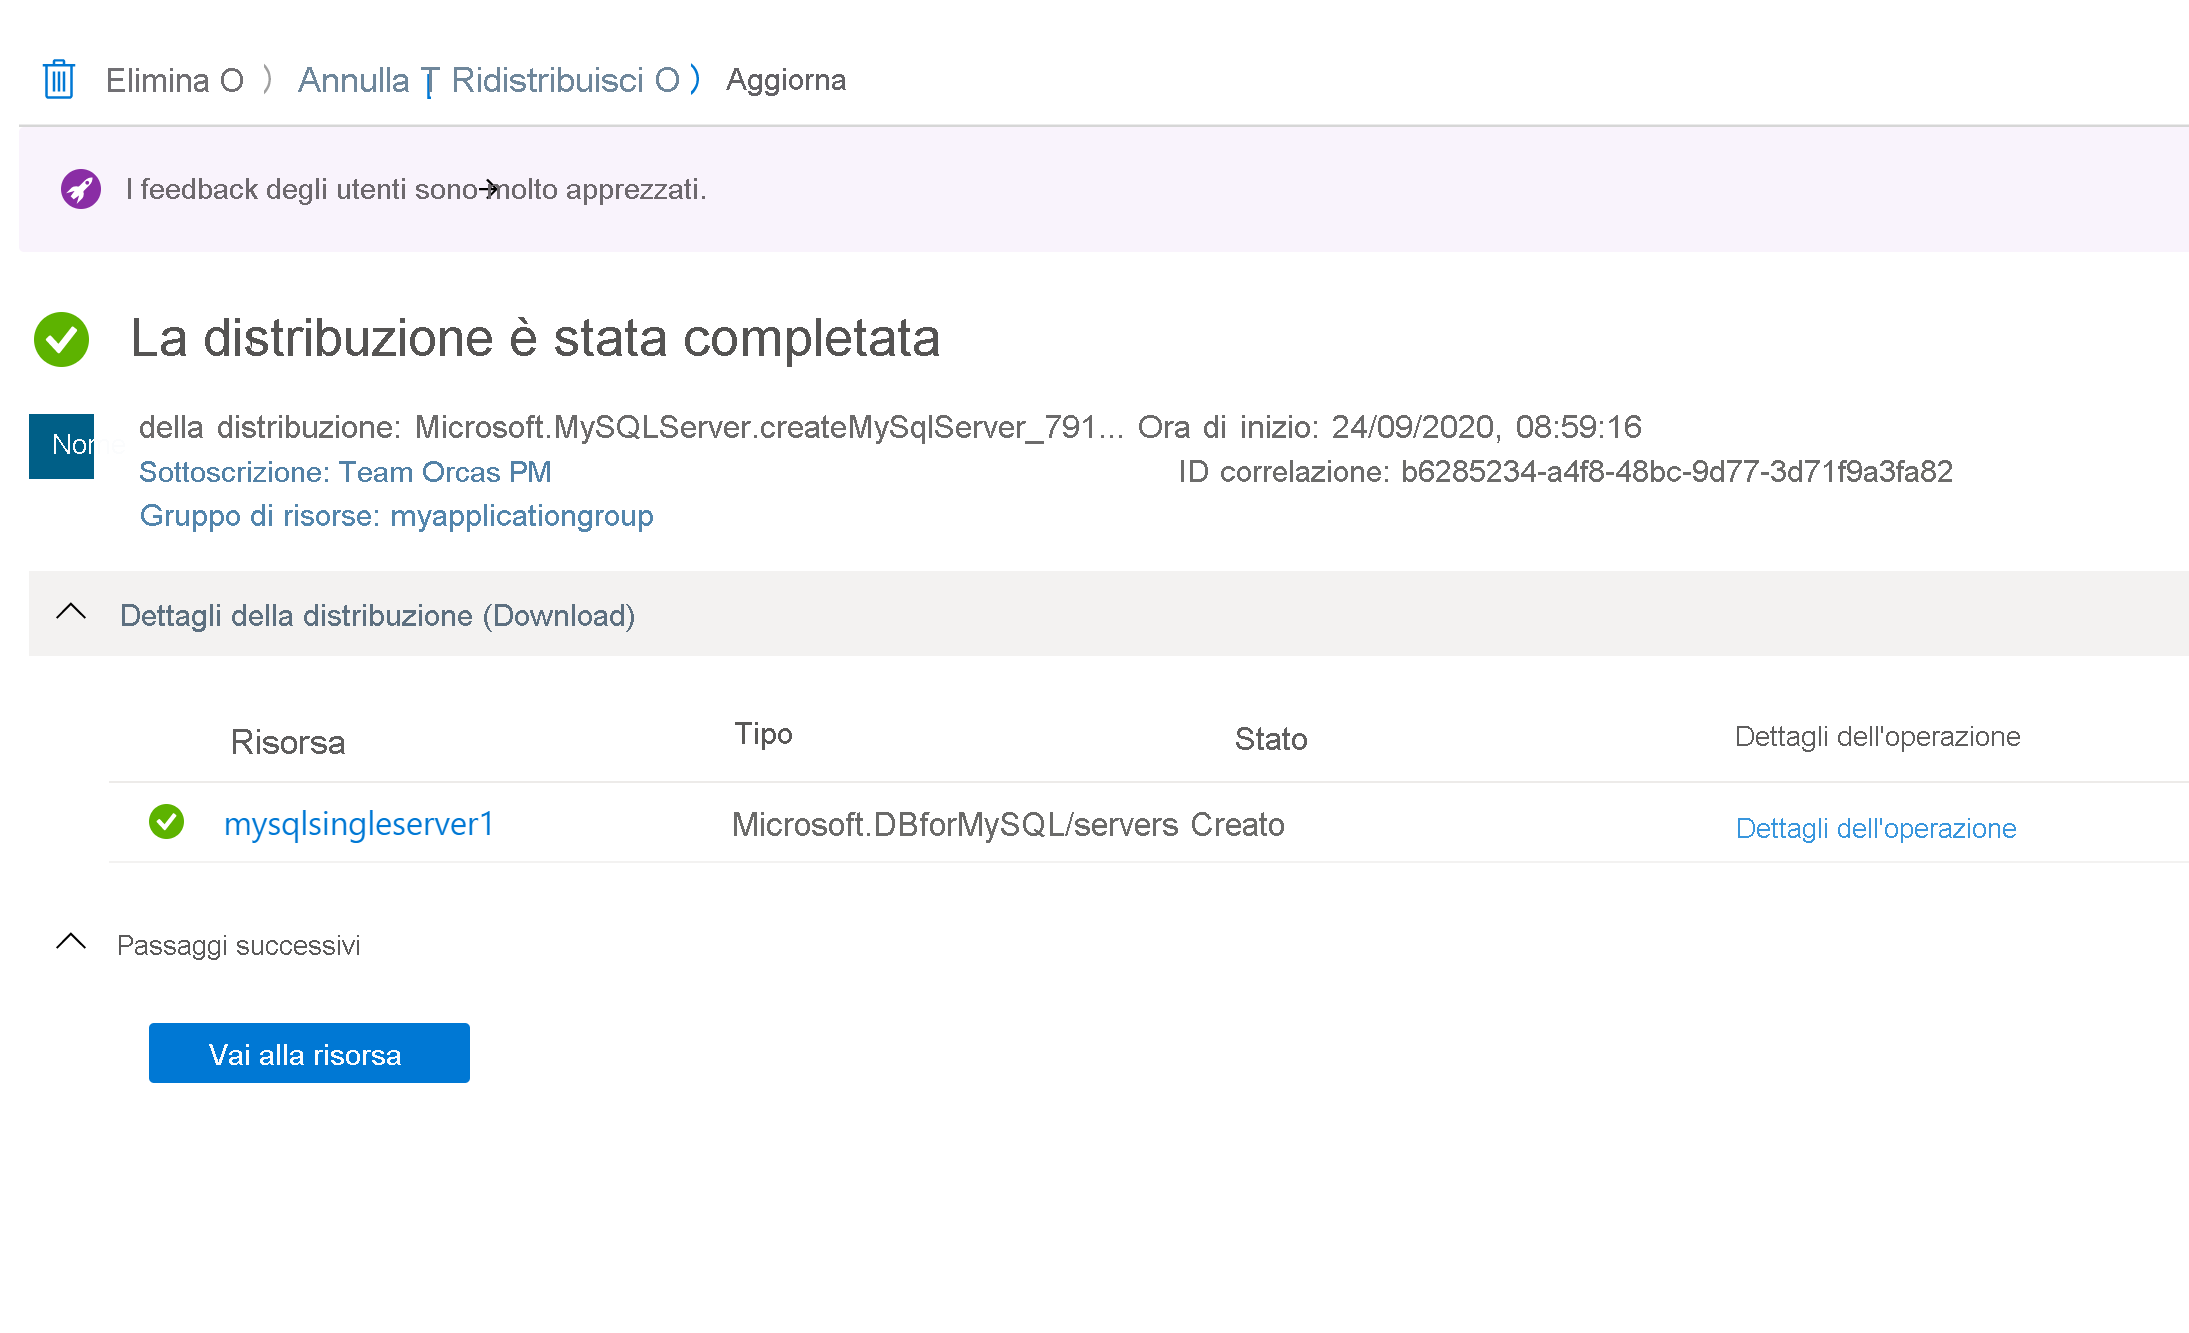 Elimina O ) Annulla T Ridistribuisci O ) Aggiorna
I feedback degli utenti sono molto apprezzati.
La distribuzione è stata completata
Nome della distribuzione: Microsoft.MySQLServer.createMySqlServer_791... Ora di inizio: 24/09/2020, 08:59:16
Sottoscrizione: Team Orcas PM ID correlazione: b6285234-a4f8-48bc-9d77-3d71f9a3fa82
Gruppo di risorse: myapplicationgroup
Dettagli della distribuzione (Download)
Risorsa Tipo Stato Dettagli dell'operazione
mysqlsingleserver1 Microsoft.DBforMySQL/servers Creato Dettagli dell'operazione
Passaggi successivi
Vai alla risorsa